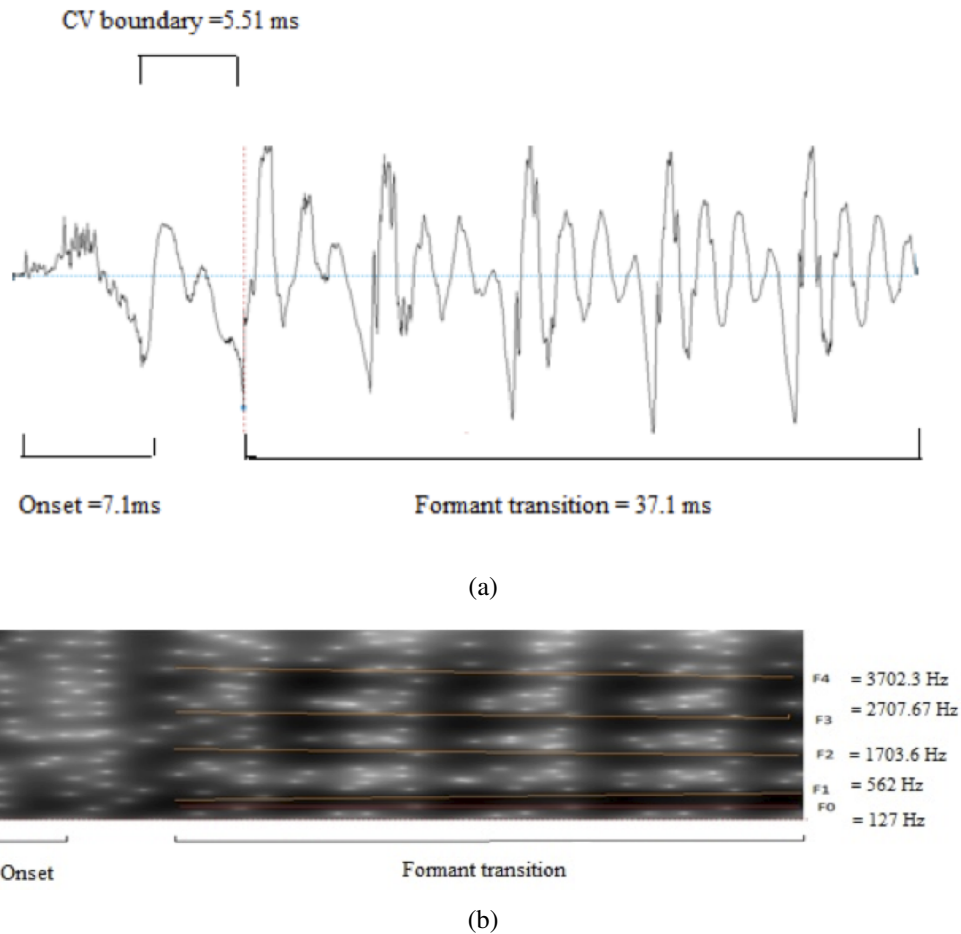 CV boundary =5.51 ms
Onset =7.1ms
Formant transition = 37.1 ms
(a)
F4 = 3702.3 Hz
F3 = 2707.67 Hz
F2 = 1703.6 Hz
F1 = 562 Hz
F0 = 127 Hz
Onset
Formant transition
(b)